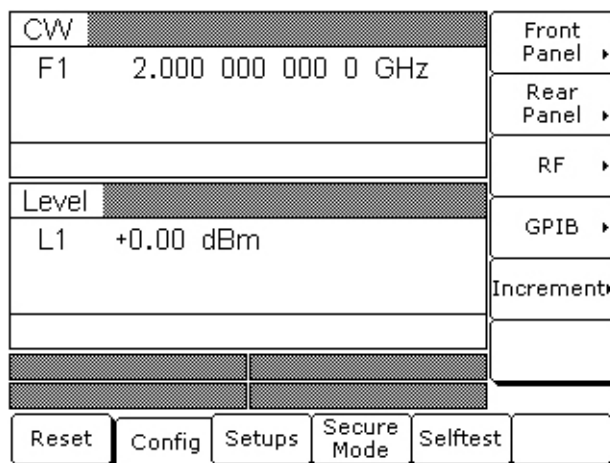 CW
F1 2.000 000 000 0 GHz
Level
L1 +0.00 dBm
Front
Panel
Rear
Panel
RF
GPIB
Increment
Reset
Config
Setups
Secure
Mode
Selftest